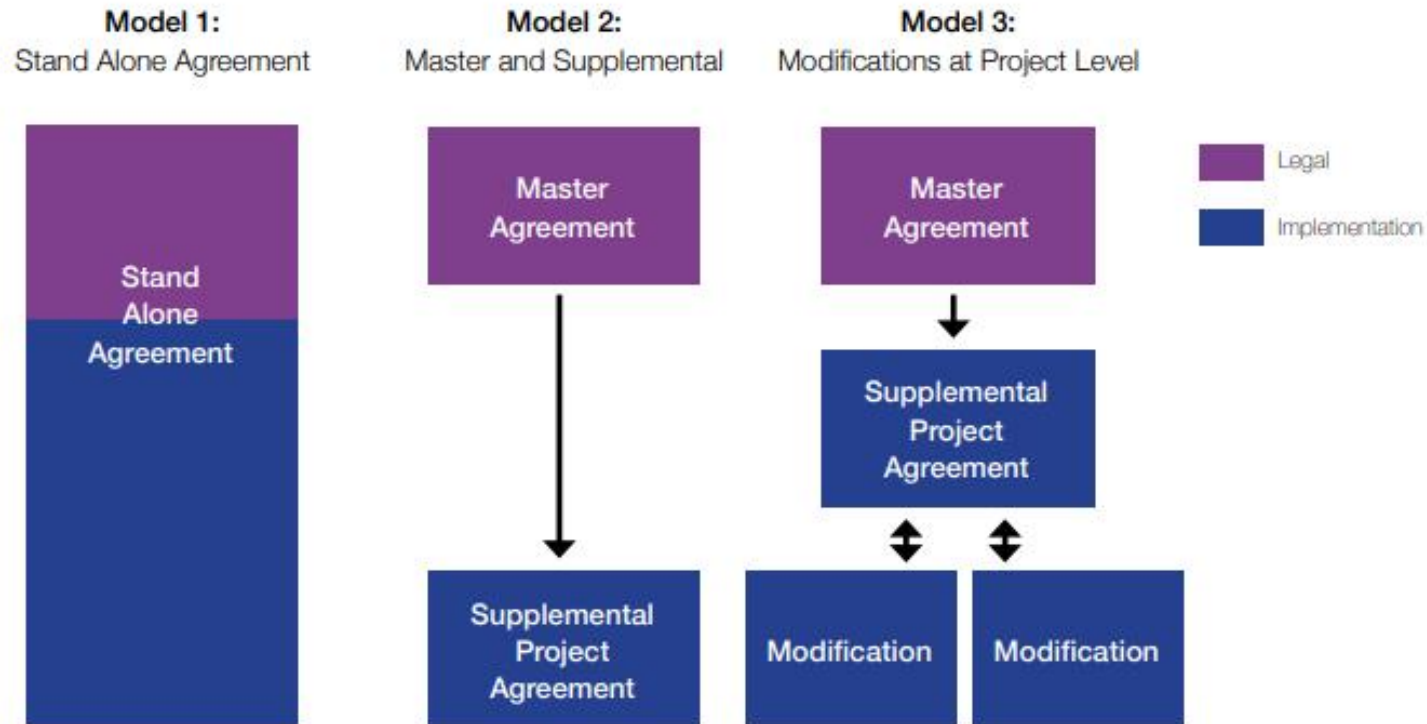 Model 1:
Stand Alone Agreement
Model 2:
Master and Supplemental
Model 3:
Modifications at Project Level
Stand
Alone
Agreement
Master
Agreement
Supplemental
Project
Agreement
Master
Agreement
Supplemental
Project
Agreement
Modification
Modification
Legal
Implementation